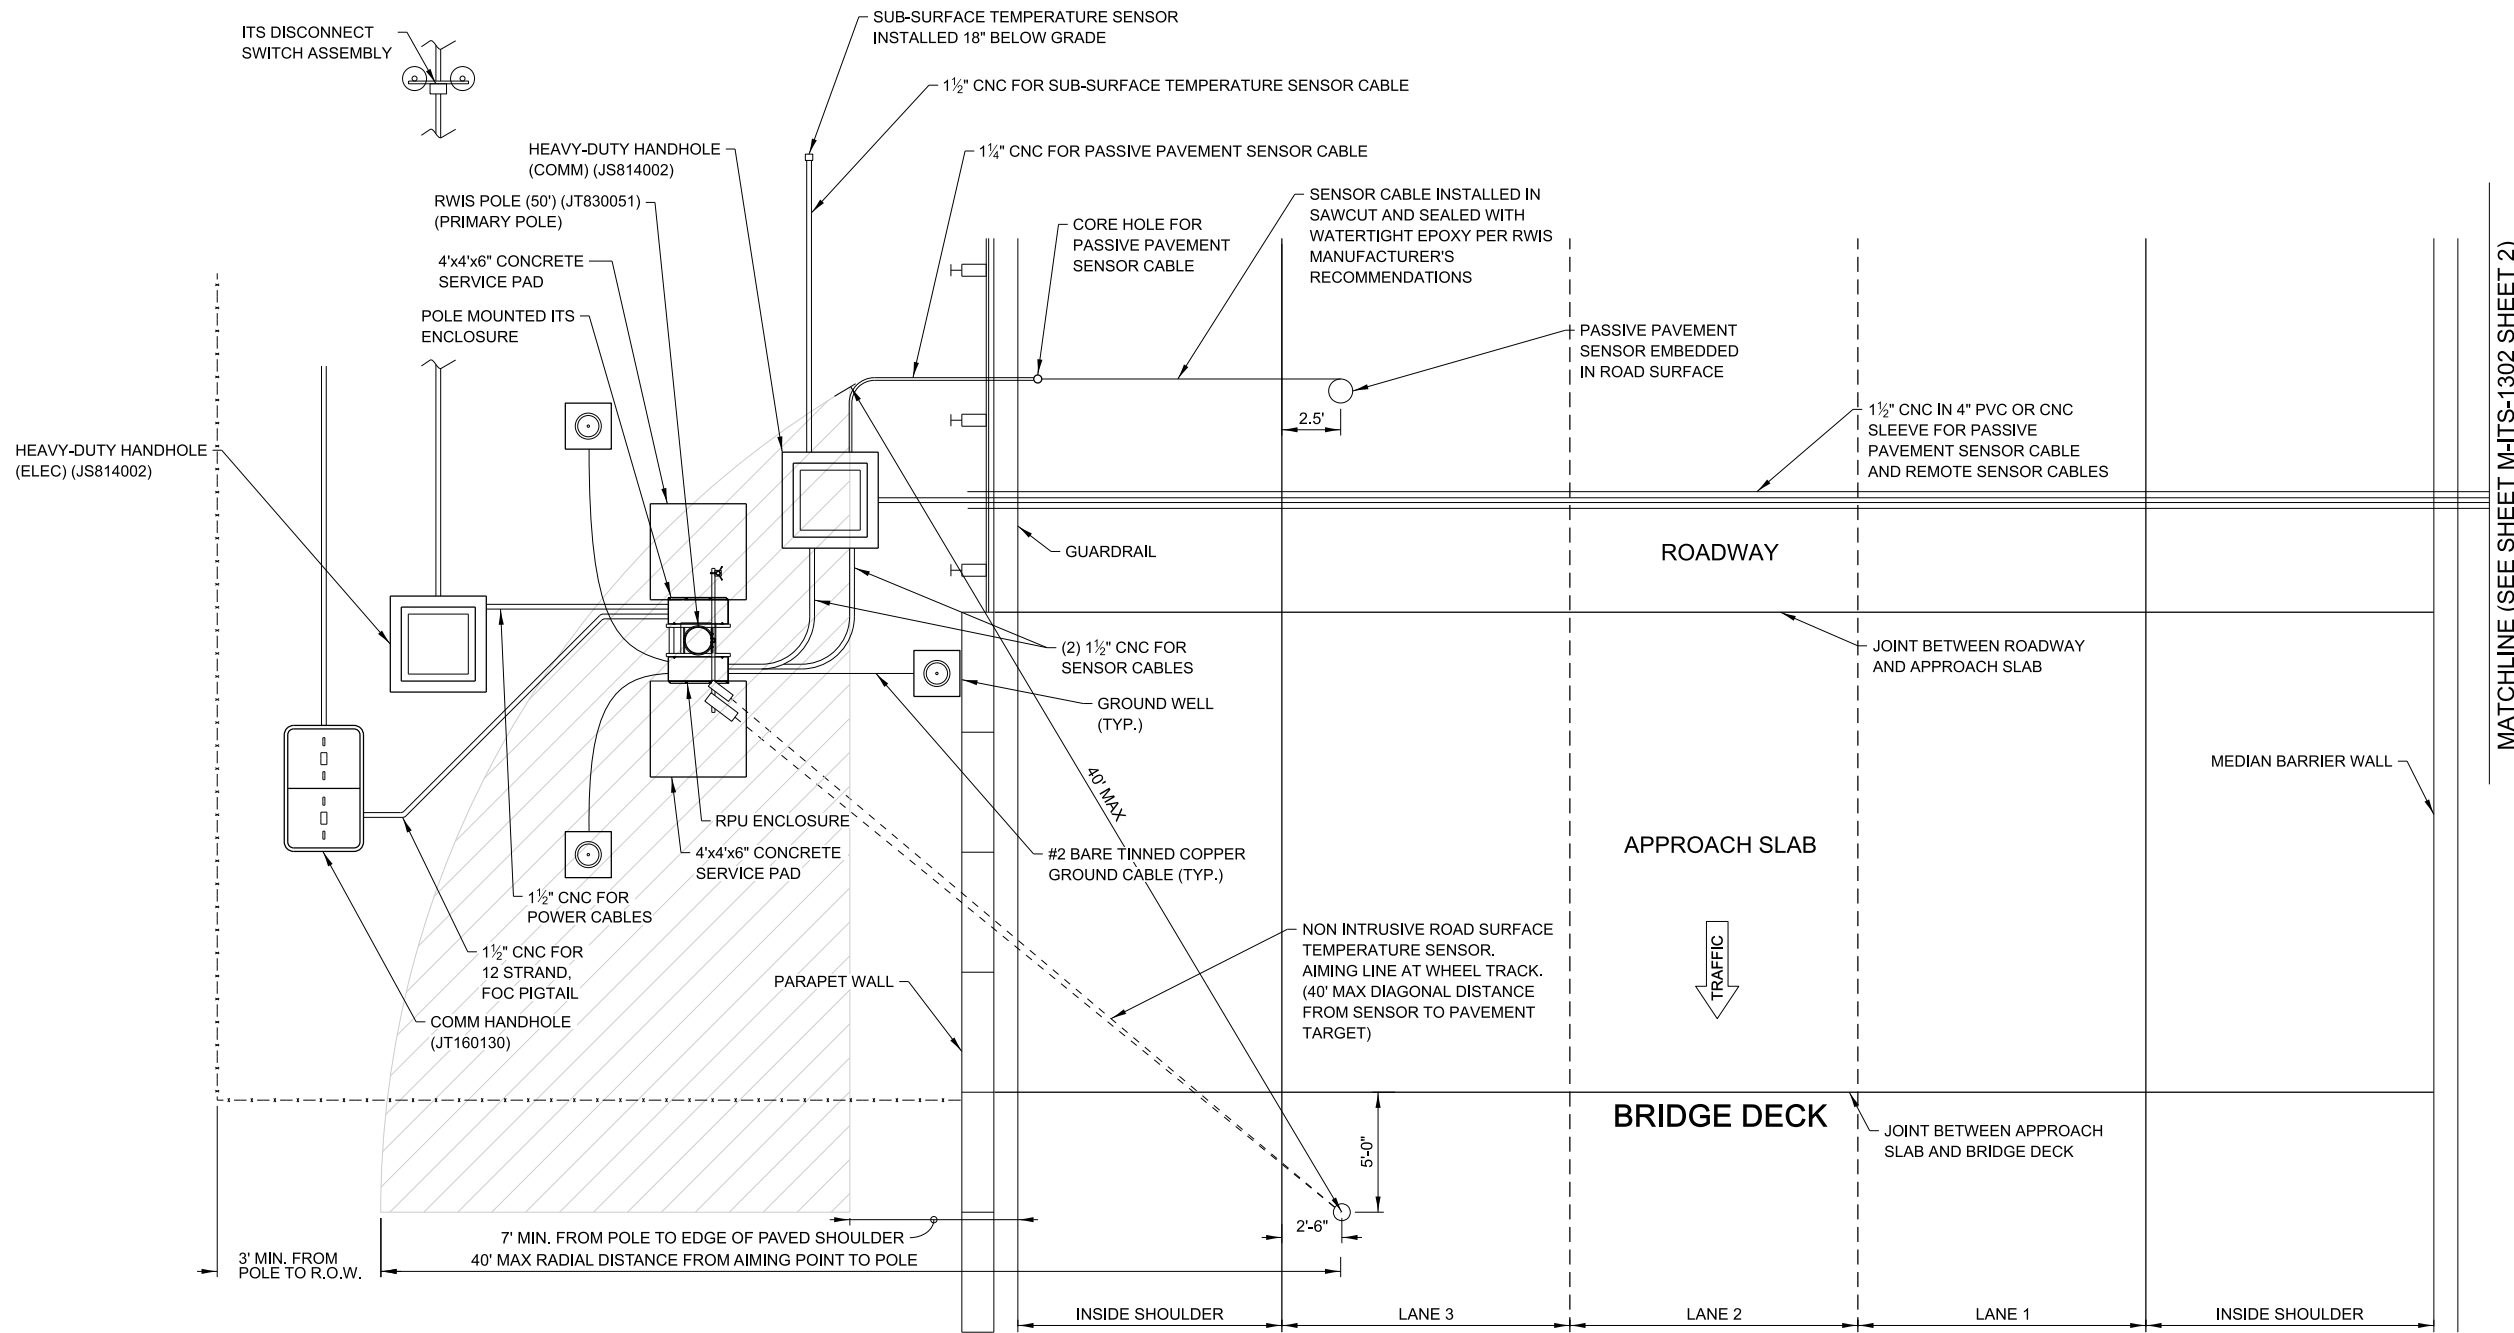 ITS DISCONNECT
SWITCH ASSEMBLY
SUB-SURFACE TEMPERATURE SENSOR
INSTALLED 18" BELOW GRADE
1½" CNC FOR SUB-SURFACE TEMPERATURE SENSOR CABLE
HEAVY-DUTY HANDHOLE
(COMM) (JS814002)
1¼" CNC FOR PASSIVE PAVEMENT SENSOR CABLE
RWIS POLE (50') (JT830051)
(PRIMARY POLE)
SENSOR CABLE INSTALLED IN
SAWCUT AND SEALED WITH
WATERTIGHT EPOXY PER RWIS
MANUFACTURER'S
RECOMMENDATIONS
CORE HOLE FOR
PASSIVE PAVEMENT
SENSOR CABLE
4'x4'x6" CONCRETE
SERVICE PAD
POLE MOUNTED ITS
ENCLOSURE
PASSIVE PAVEMENT
SENSOR EMBEDDED
IN ROAD SURFACE
MATCHLINE (SEE SHEET M-ITS-1302 SHEET 2)
2.5'
1½" CNC IN 4" PVC OR CNC
SLEEVE FOR PASSIVE
PAVEMENT SENSOR CABLE
AND REMOTE SENSOR CABLES
HEAVY-DUTY HANDHOLE
(ELEC) (JS814002)
GUARDRAIL
ROADWAY
(2) 1½" CNC FOR
SENSOR CABLES
JOINT BETWEEN ROADWAY
AND APPROACH SLAB
GROUND WELL
(TYP.)
MEDIAN BARRIER WALL
40' MAX
RPU ENCLOSURE
APPROACH SLAB
4'x4'x6" CONCRETE
SERVICE PAD
#2 BARE TINNED COPPER
GROUND CABLE (TYP.)
1½" CNC FOR
POWER CABLES
1½" CNC FOR
12 STRAND,
FOC PIGTAIL
NON INTRUSIVE ROAD SURFACE
TEMPERATURE SENSOR.
AIMING LINE AT WHEEL TRACK.
(40' MAX DIAGONAL DISTANCE
FROM SENSOR TO PAVEMENT
TARGET)
TRAFFIC
PARAPET WALL
COMM HANDHOLE
(JT160130)
BRIDGE DECK
5'-0"
JOINT BETWEEN APPROACH
SLAB AND BRIDGE DECK
2'-6"
7' MIN. FROM POLE TO EDGE OF PAVED SHOULDER
40' MAX RADIAL DISTANCE FROM AIMING POINT TO POLE
3' MIN. FROM
POLE TO R.O.W.
INSIDE SHOULDER
LANE 3
LANE 2
LANE 1
INSIDE SHOULDER